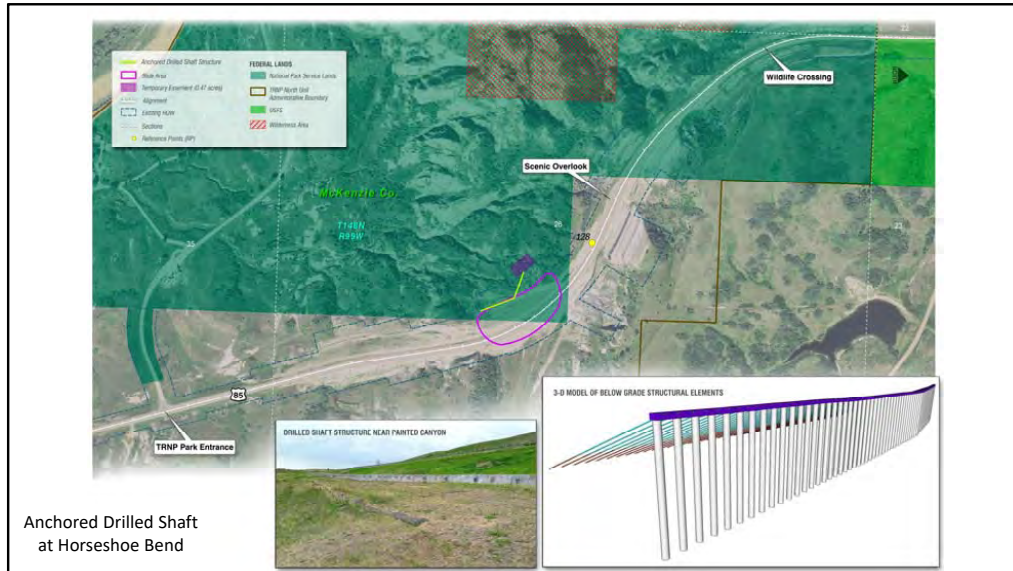 Anchored Drilled Shaft Structure
Slide Area
Temporary Easement (0.47 acres)
Alignment
Existing ROW
Sections
Reference Points (RP)
FEDERAL LANDS
National Park Service Lands
TRNP North Unit
Administrative Boundary
USFS
Wilderness Area
Wildlife Crossing
USFS
Scenic Overlook
McKenzie Co.
T148N
R99W
128
85
TRNP Park Entrance
DRILLED SHAFT STRUCTURE NEAR PAINTED CANYON
3-D MODEL OF BELOW GRADE STRUCTURAL ELEMENTS
Anchored Drilled Shaft
at Horseshoe Bend